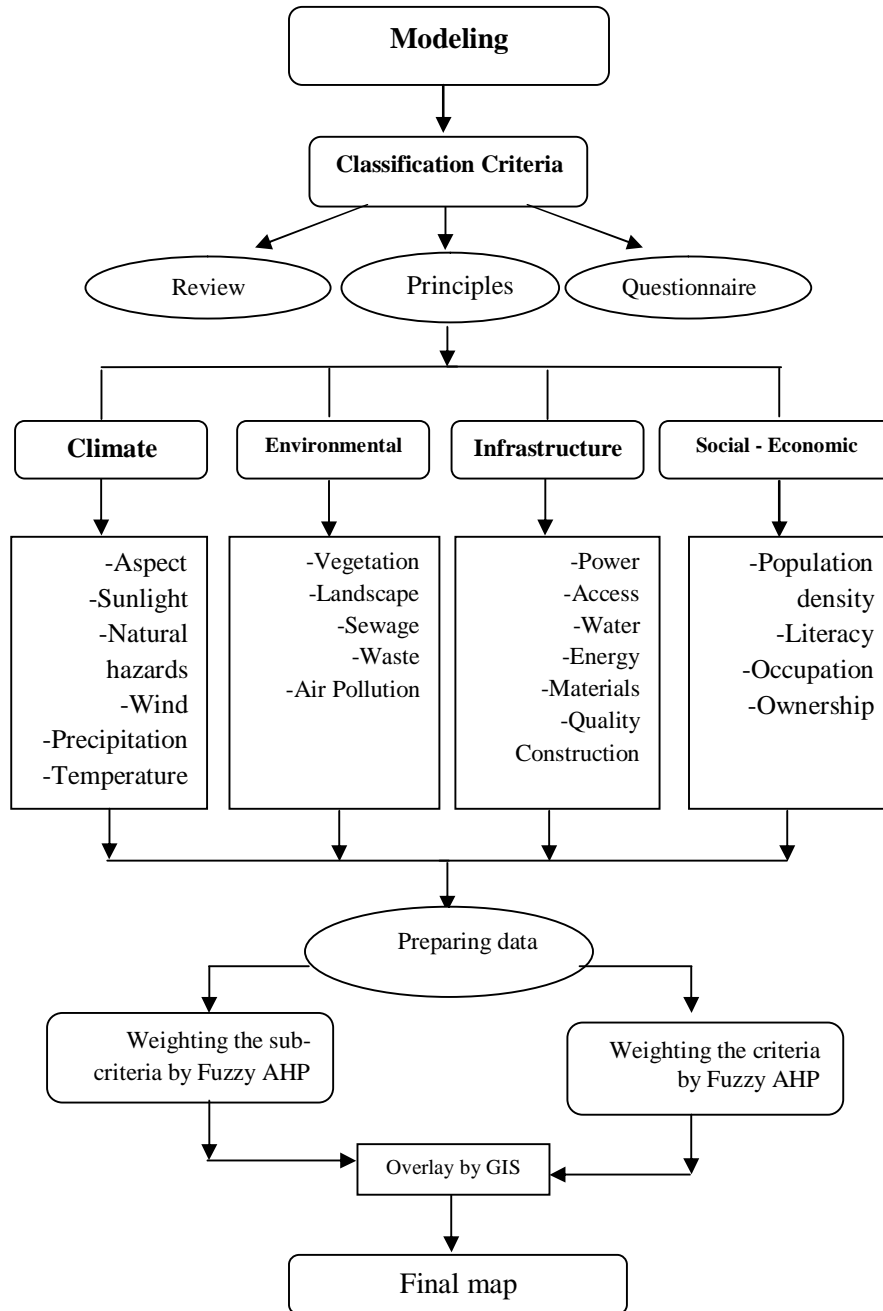 Modeling
Classification Criteria
Review
Principles
Questionnaire
Climate
Environmental
Infrastructure
Social - Economic
-Aspect
-Sunlight
-Natural
hazards
-Wind
-Precipitation
-Temperature
-Vegetation
-Landscape
-Sewage
-Waste
-Air Pollution
-Power
-Access
-Water
-Energy
-Materials
-Quality
Construction
-Population
density
-Literacy
-Occupation
-Ownership
Preparing data
Weighting the sub-
criteria by Fuzzy AHP
Weighting the criteria
by Fuzzy AHP
Overlay by GIS
Final map